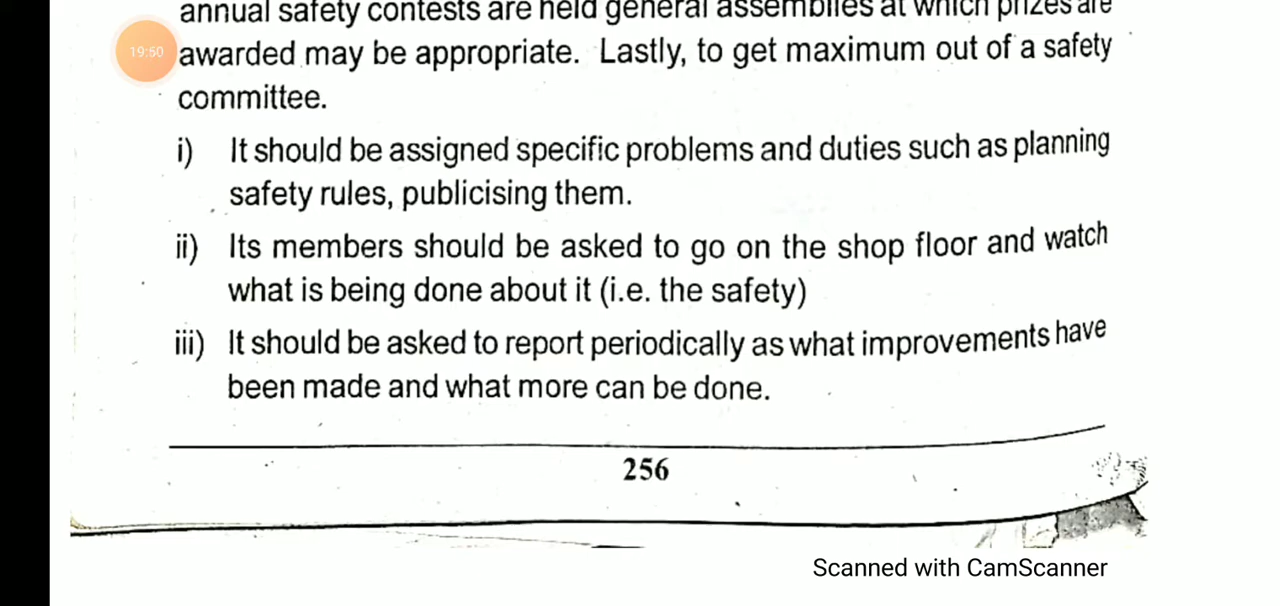 annual safety contests are held general assemblies at which prizes are
19:50
awarded may be appropriate. Lastly, to get maximum out of a safety
committee.
i) It should be assigned specific problems and duties such as planning
safety rules, publicising them.
ii) Its members should be asked to go on the shop floor and watch
what is being done about it (i.e. the safety)
iii) It should be asked to report periodically as what improvements have
been made and what more can be done.
256
Scanned with CamScanner